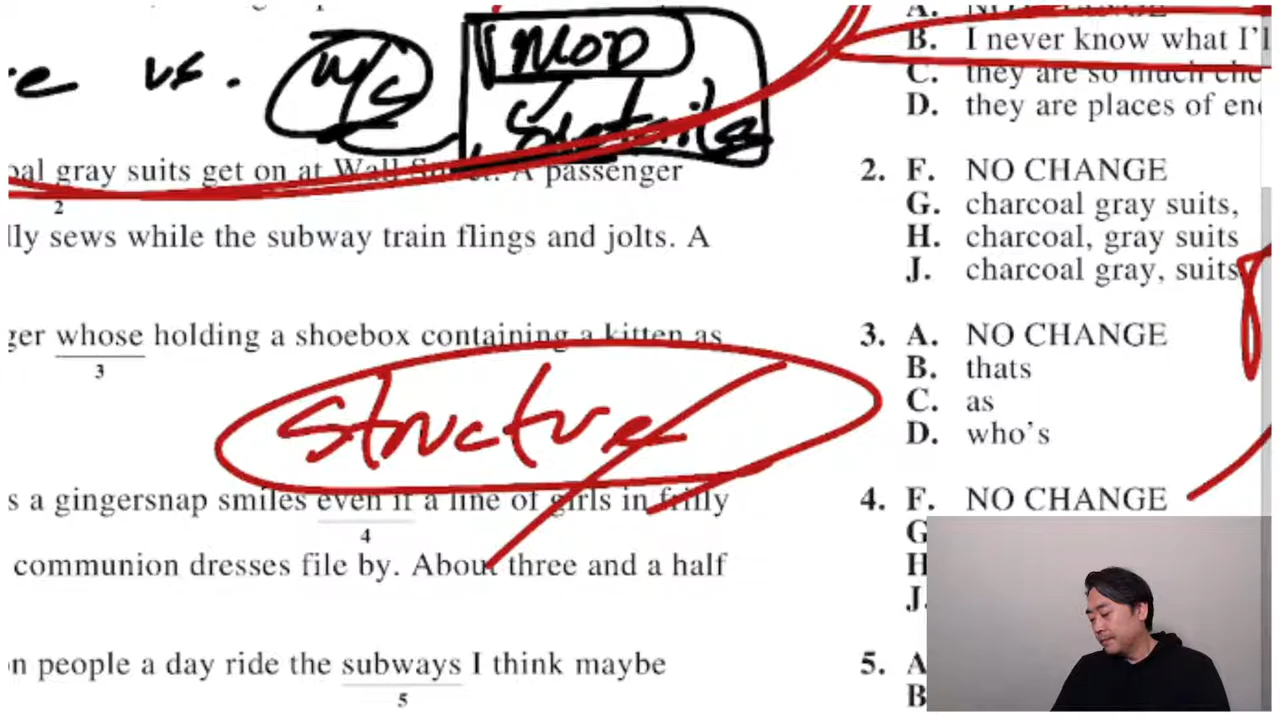 e vs. w/s
Mod
Details
oal gray suits get on at Wall Street. A passenger
2
lly sews while the subway train flings and jolts. A
ger whose holding a shoebox containing a kitten as
3
structure
s a gingersnap smiles even if a line of girls in frilly
4
communion dresses file by. About three and a half
n people a day ride the subways I think maybe
5
A. NO CHANGE
B. I never know what I'l
C. they are so much che
D. they are places of en
2. F. NO CHANGE
G. charcoal gray suits,
H. charcoal, gray suits
J. charcoal gray, suits
3. A. NO CHANGE
B. thats
C. as
D. who's
4. F. NO CHANGE
G
H
J.
5. A
B